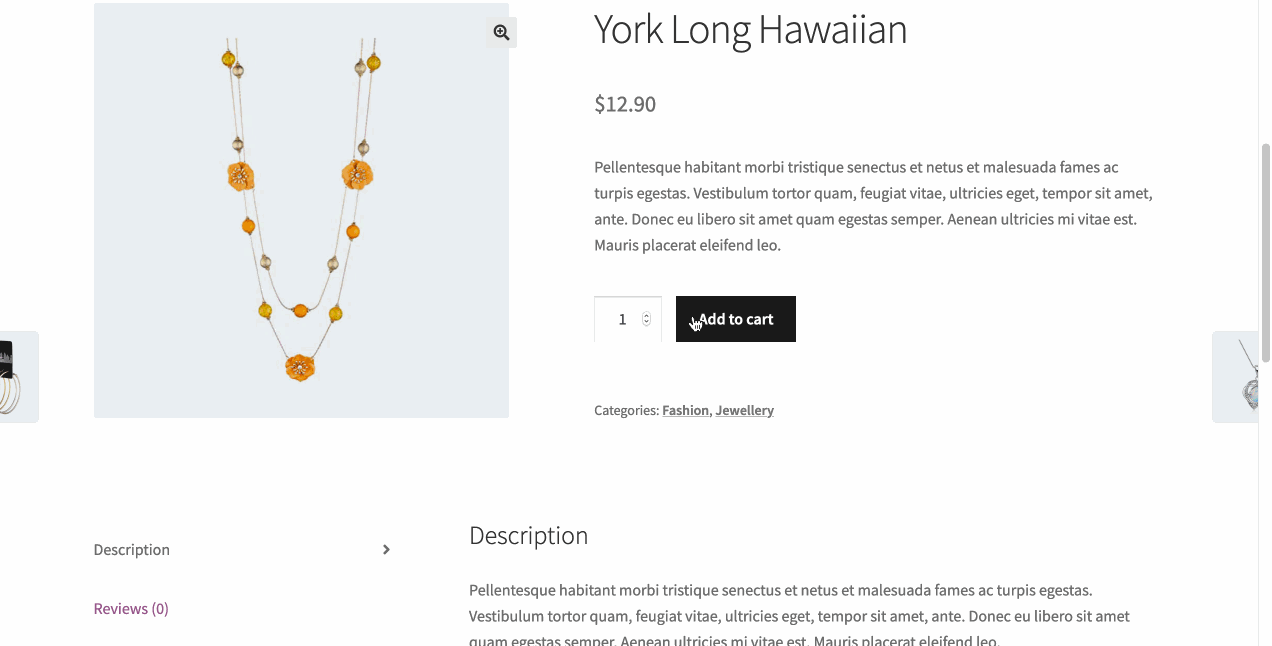 York Long Hawaiian
$12.90
Pellentesque habitant morbi tristique senectus et netus et malesuada fames ac
turpis egestas. Vestibulum tortor quam, feugiat vitae, ultricies eget, tempor sit amet,
ante. Donec eu libero sit amet quam egestas semper. Aenean ultricies mi vitae est.
Mauris placerat eleifend leo.
1
Add to cart
Categories: Fashion, Jewellery
Description
Reviews (0)
Description
Pellentesque habitant morbi tristique senectus et netus et malesuada fames ac turpis egestas.
Vestibulum tortor quam, feugiat vitae, ultricies eget, tempor sit amet, ante. Donec eu libero sit amet
quam egestas semper. Aenean ultricies mi vitae est. Mauris placerat eleifend leo.